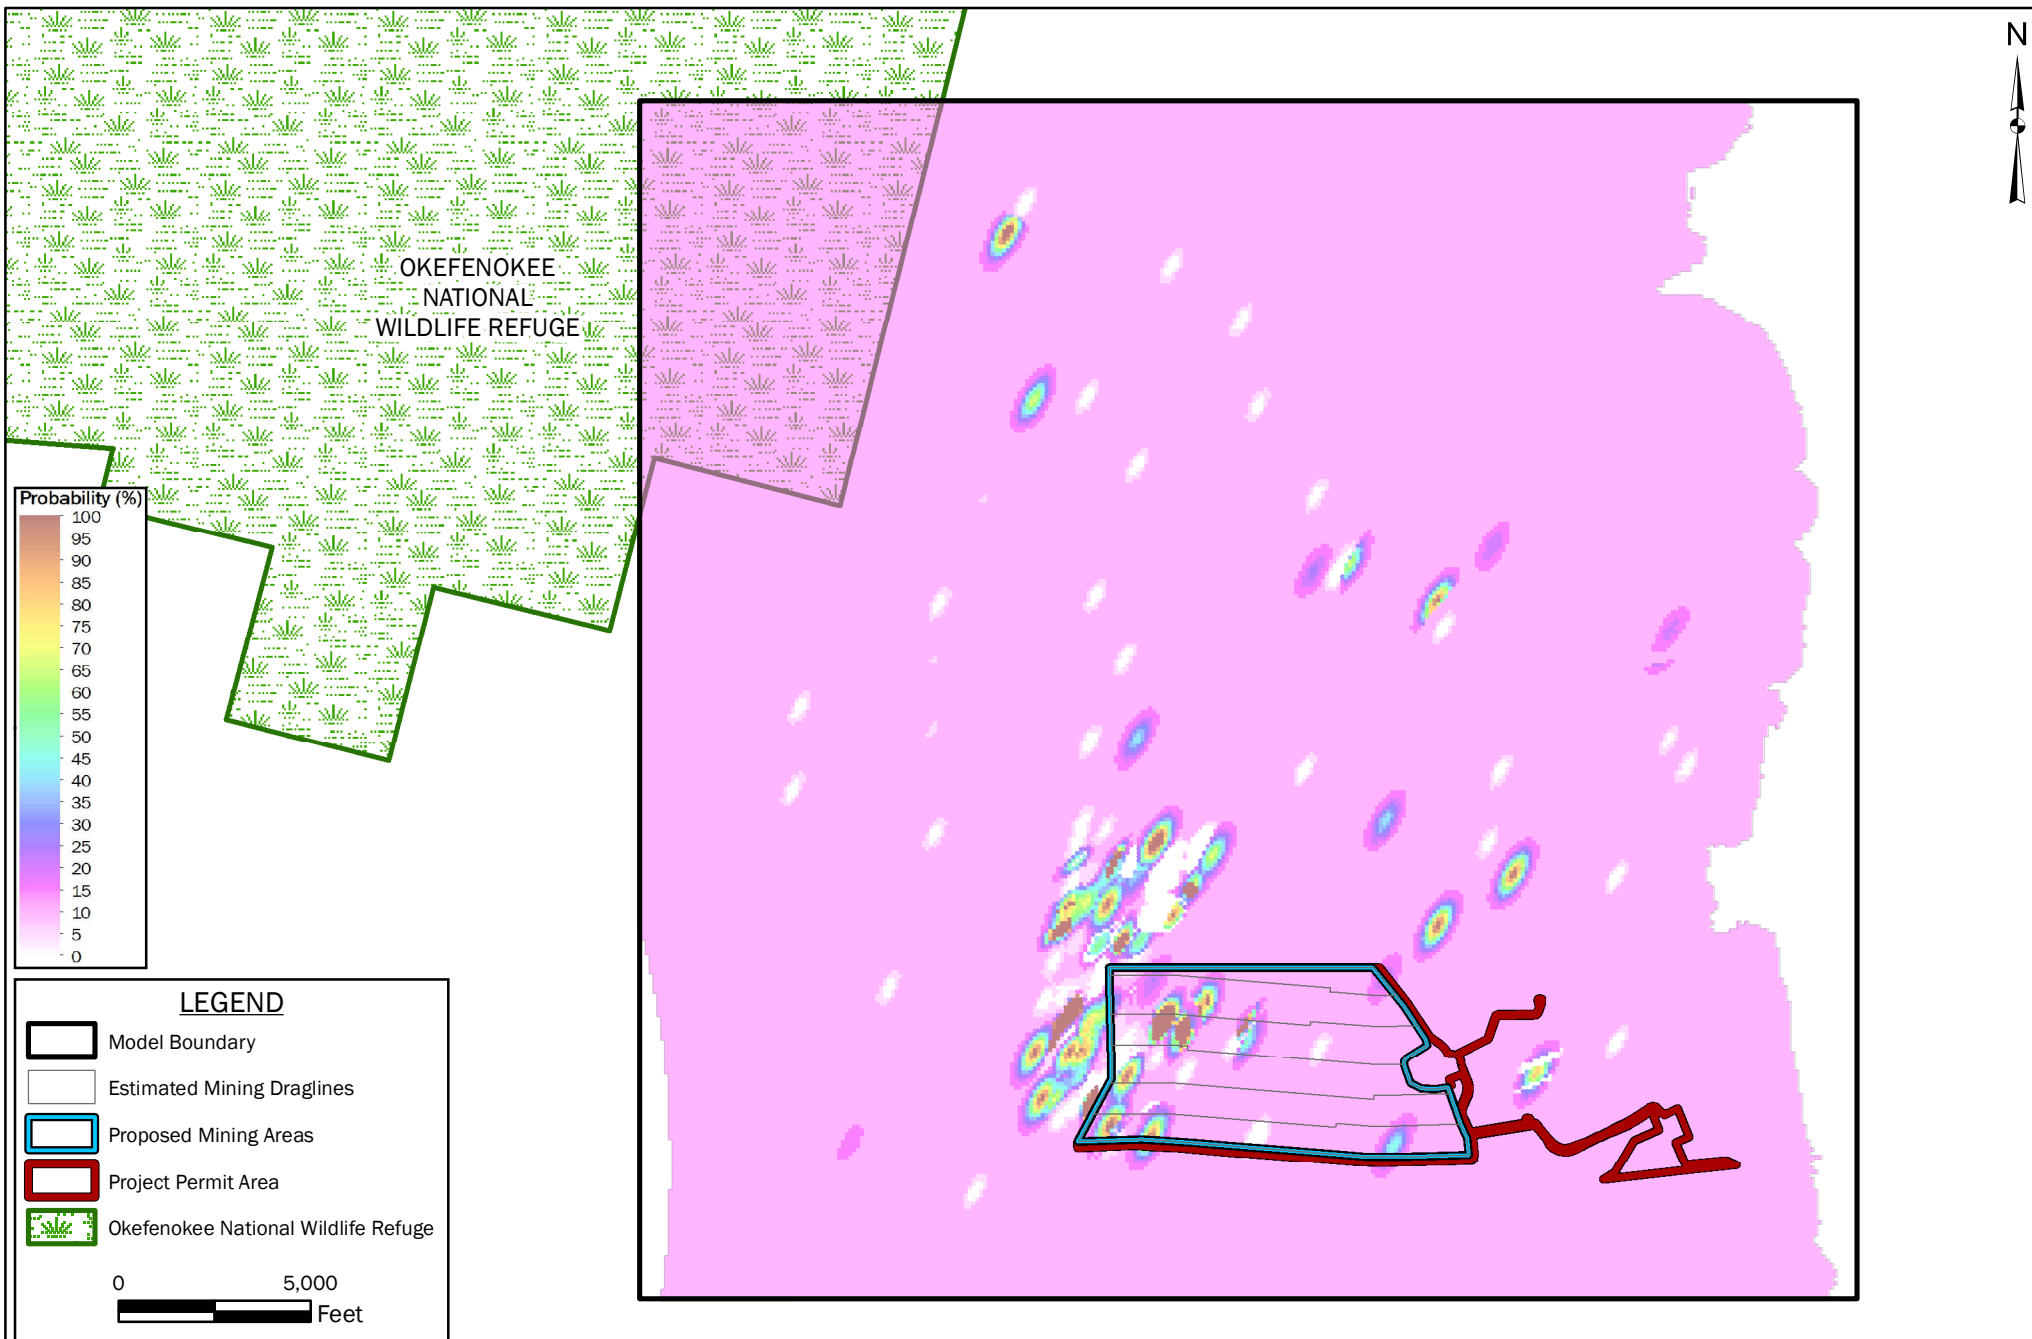 N
OKEFENOKEE
NATIONAL
WILDLIFE REFUGE
Probability (%)
100
95
90
85
80
75
70
65
60
55
50
45
40
35
30
25
20
15
10
5
0
LEGEND
Model Boundary
Estimated Mining Draglines
Proposed Mining Areas
Project Permit Area
Okefenokee National Wildlife Refuge
0 5,000
Feet